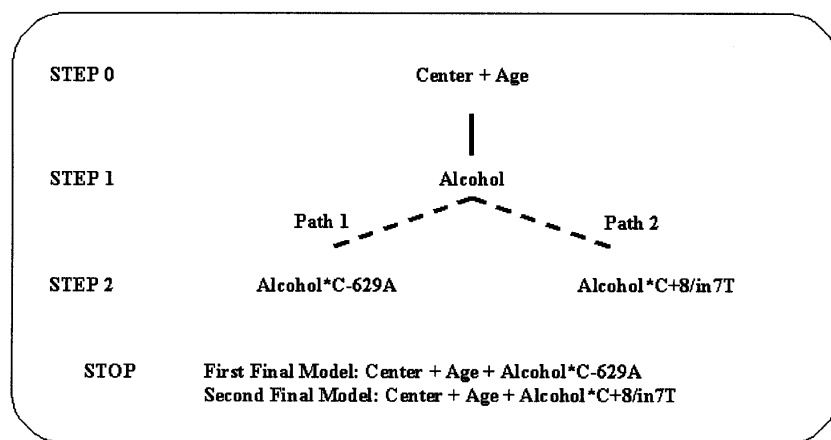 STEP 0 Center + Age
STEP 1 Alcohol
Path 1 Path 2
STEP 2 Alcohol*C-629A Alcohol*C+8/in7T
STOP First Final Model: Center + Age + Alcohol*C-629A
Second Final Model: Center + Age + Alcohol*C+8/in7T